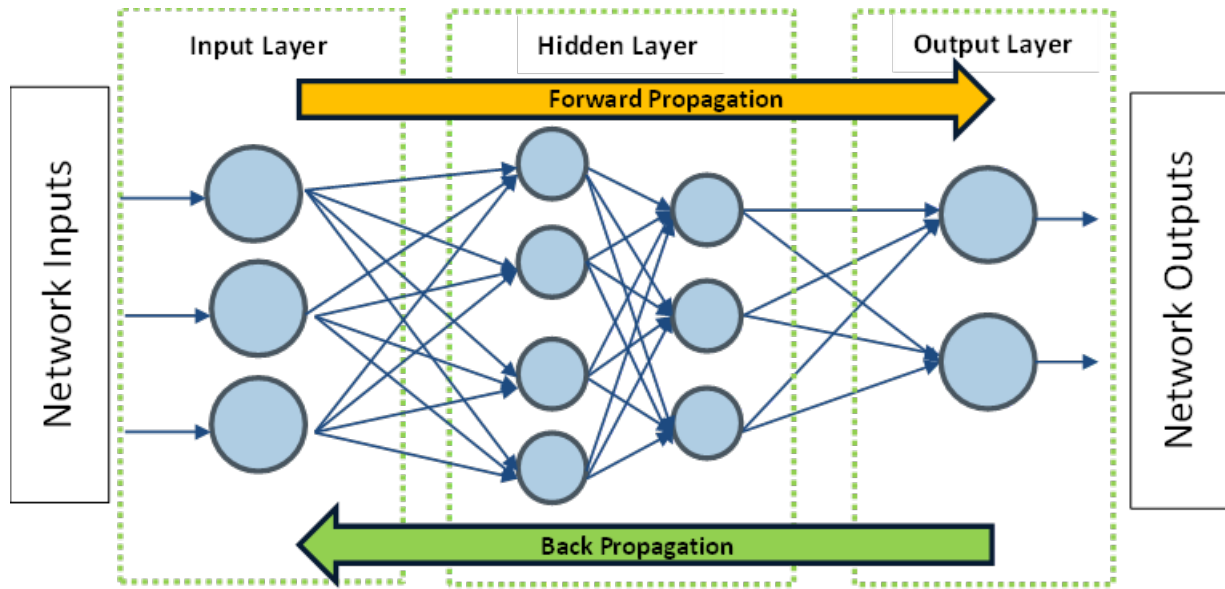 Input Layer
Hidden Layer
Output Layer
Forward Propagation
Network Inputs
Network Outputs
Back Propagation